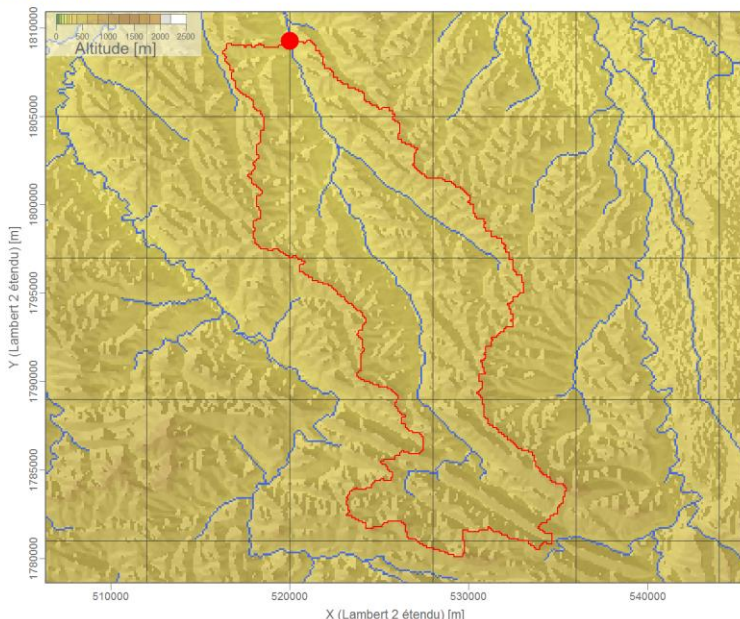 0 500 1000 1500 2000 2500
Altitude [m]
1810000
1805000
1800000
1795000
1790000
1785000
1780000
Y (Lambert 2 étendu) [m]
510000 520000 530000 540000
X (Lambert 2 étendu) [m]